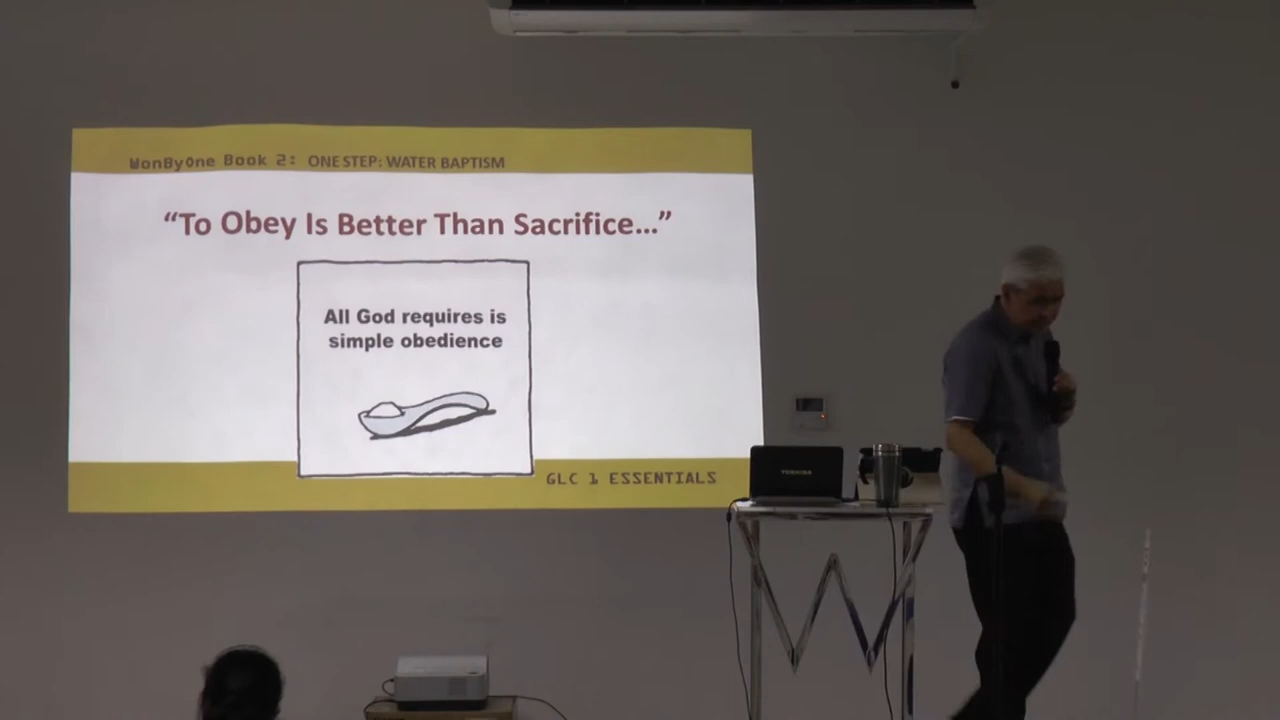 WonByOne Book 2: ONE STEP: WATER BAPTISM
“To Obey Is Better Than Sacrifice...”
All God requires is
simple obedience
GLC 1 ESSENTIALS
TOSHIBA